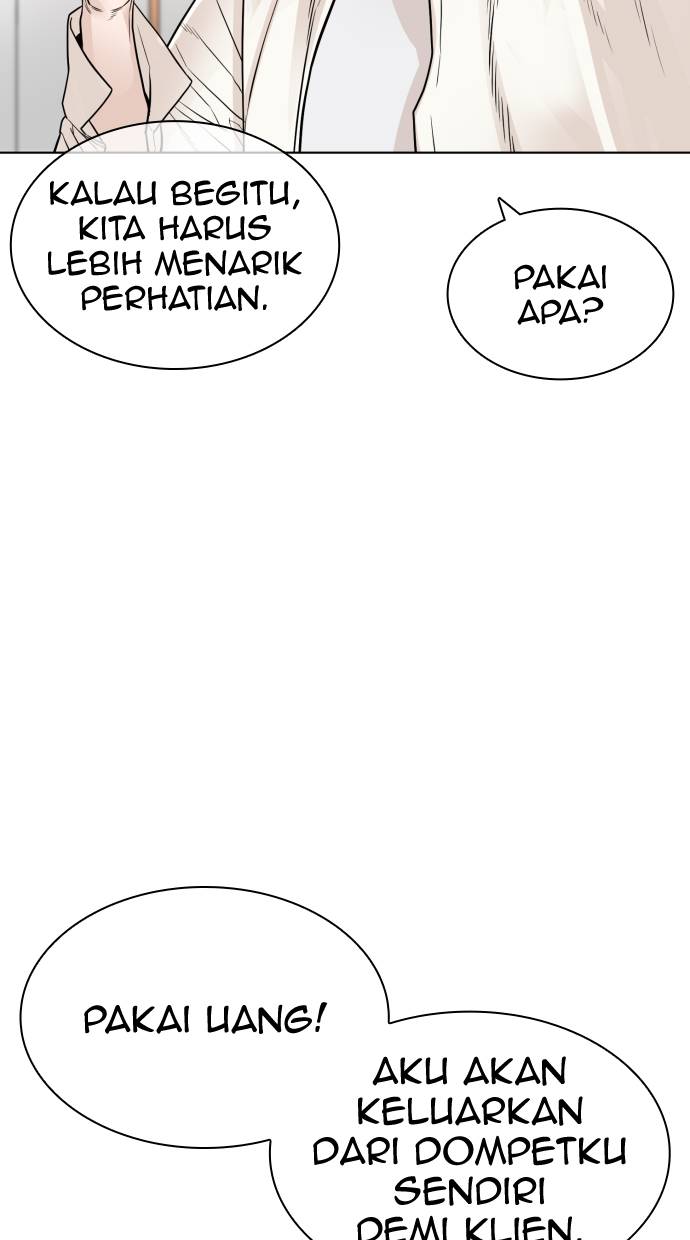 KALAU BEGITU,
KITA HARUS
LEBIH MENARIK
PERHATIAN.
PAKAI
APA?
PAKAI UANG!
AKU AKAN
KELUARKAN
DARI DOMPETKU
SENDIRI
DEMI KLIEN.